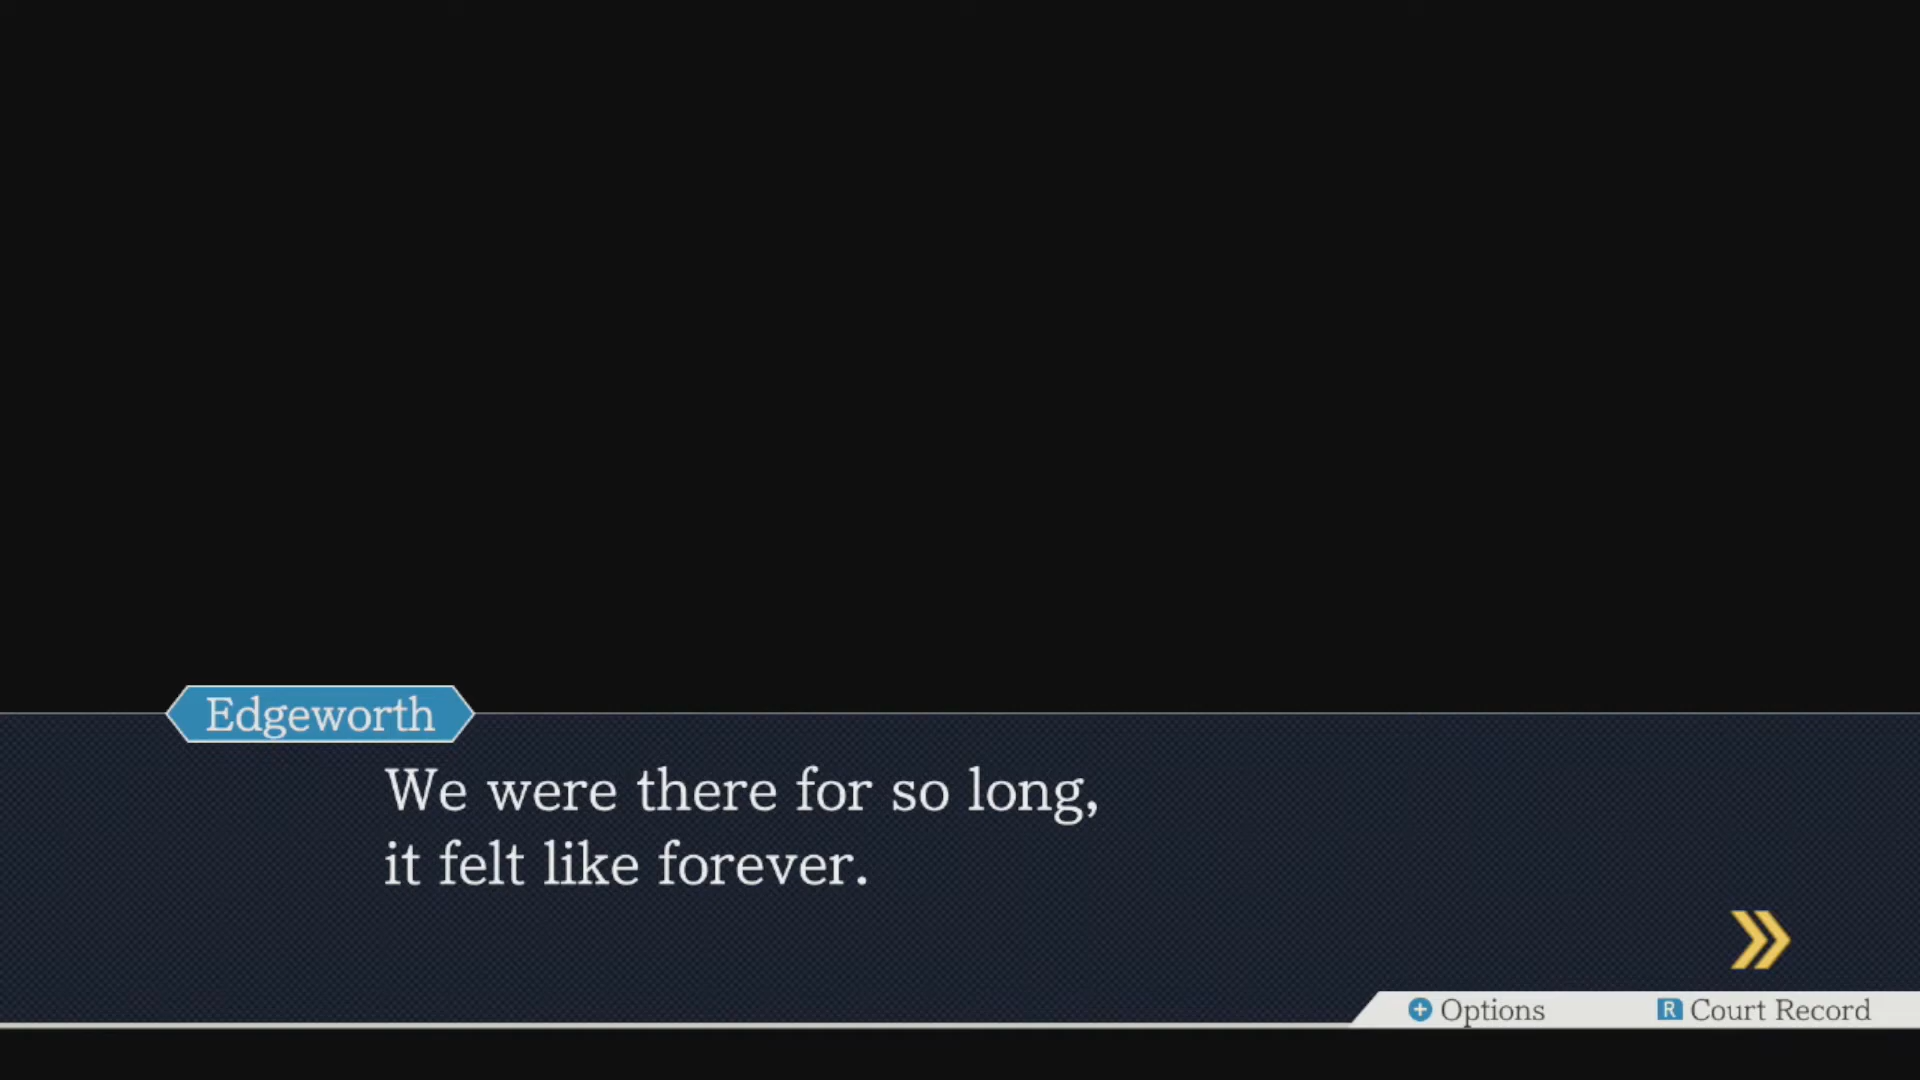 Edgeworth
We were there for so long,
it felt like forever.
+ Options
R Court Record